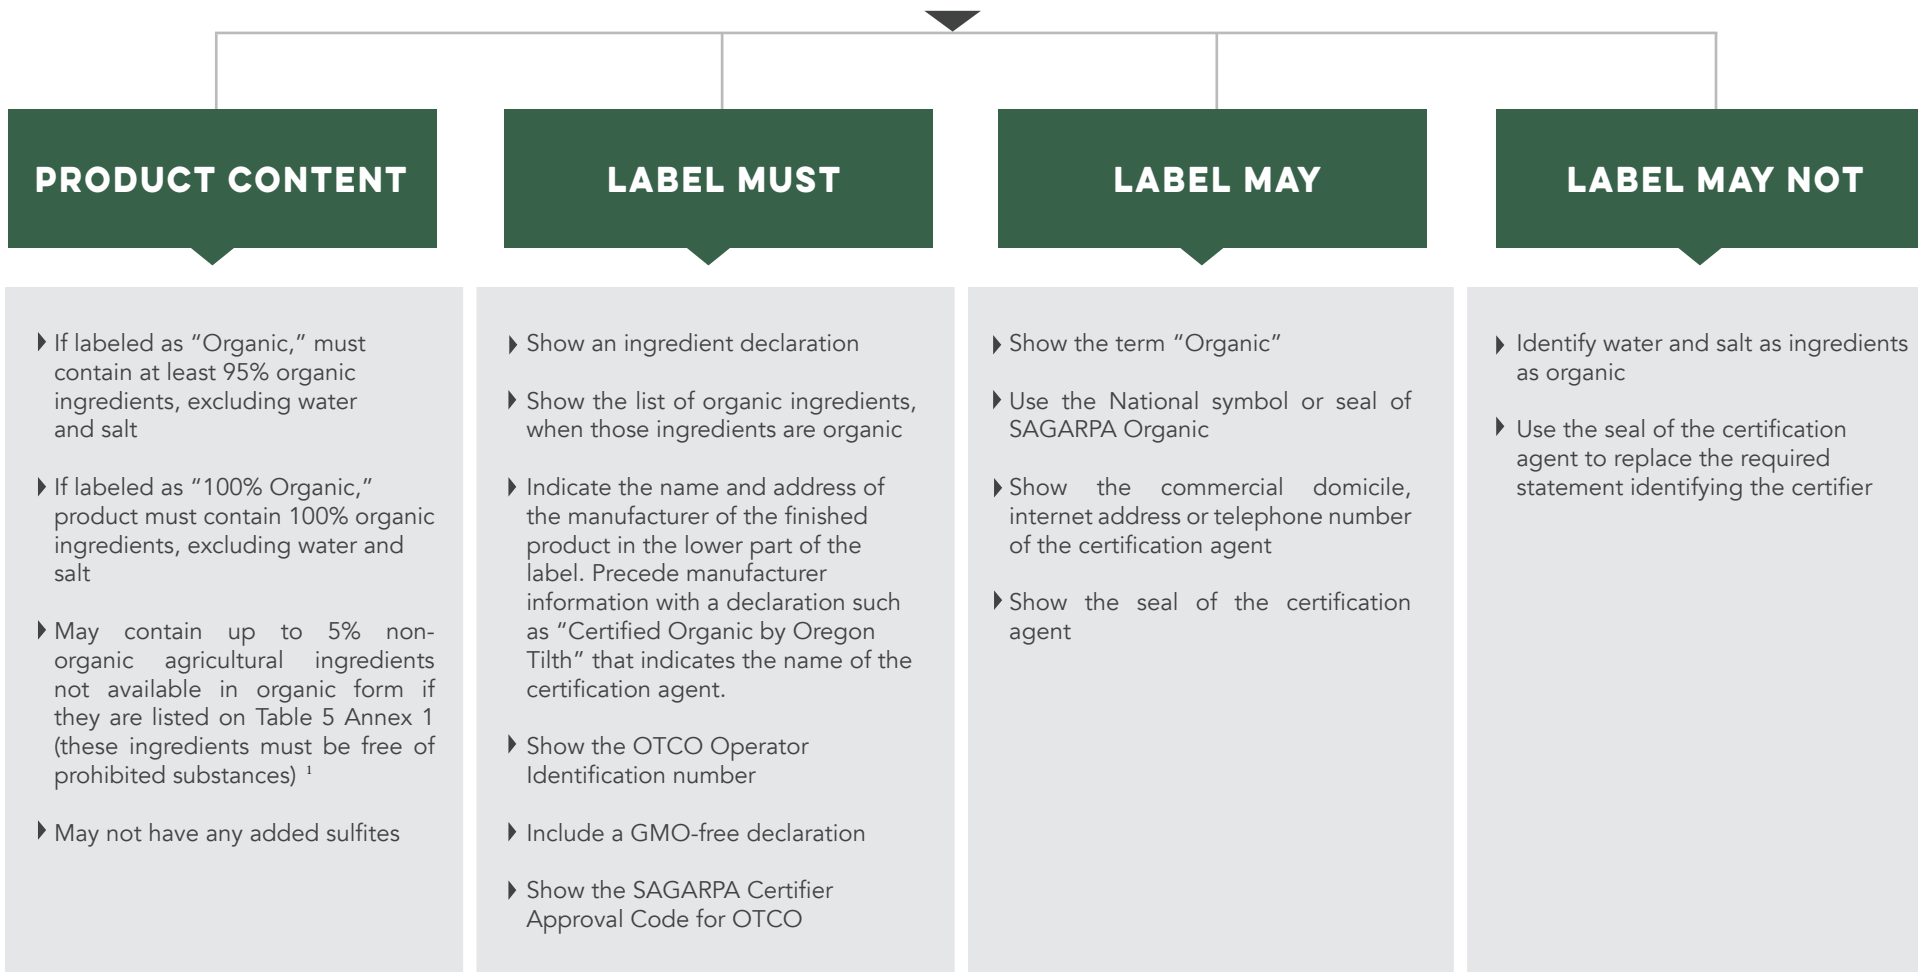 PRODUCT CONTENT
If labeled as “Organic,” must
contain at least 95% organic
ingredients, excluding water
and salt
If labeled as “100% Organic,”
product must contain 100% organic
ingredients, excluding water and
salt
May contain up to 5% non-
organic agricultural ingredients
not available in organic form if
they are listed on Table 5 Annex 1
(these ingredients must be free of
prohibited substances) ¹
May not have any added sulfites
LABEL MUST
Show an ingredient declaration
Show the list of organic ingredients,
when those ingredients are organic
Indicate the name and address of
the manufacturer of the finished
product in the lower part of the
label. Precede manufacturer
information with a declaration such
as “Certified Organic by Oregon
Tilth” that indicates the name of the
certification agent.
Show the OTCO Operator
Identification number
Include a GMO-free declaration
Show the SAGARPA Certifier
Approval Code for OTCO
LABEL MAY
Show the term “Organic”
Use the National symbol or seal of
SAGARPA Organic
Show the commercial domicile,
internet address or telephone number
of the certification agent
Show the seal of the certification
agent
LABEL MAY NOT
Identify water and salt as ingredients
as organic
Use the seal of the certification
agent to replace the required
statement identifying the certifier